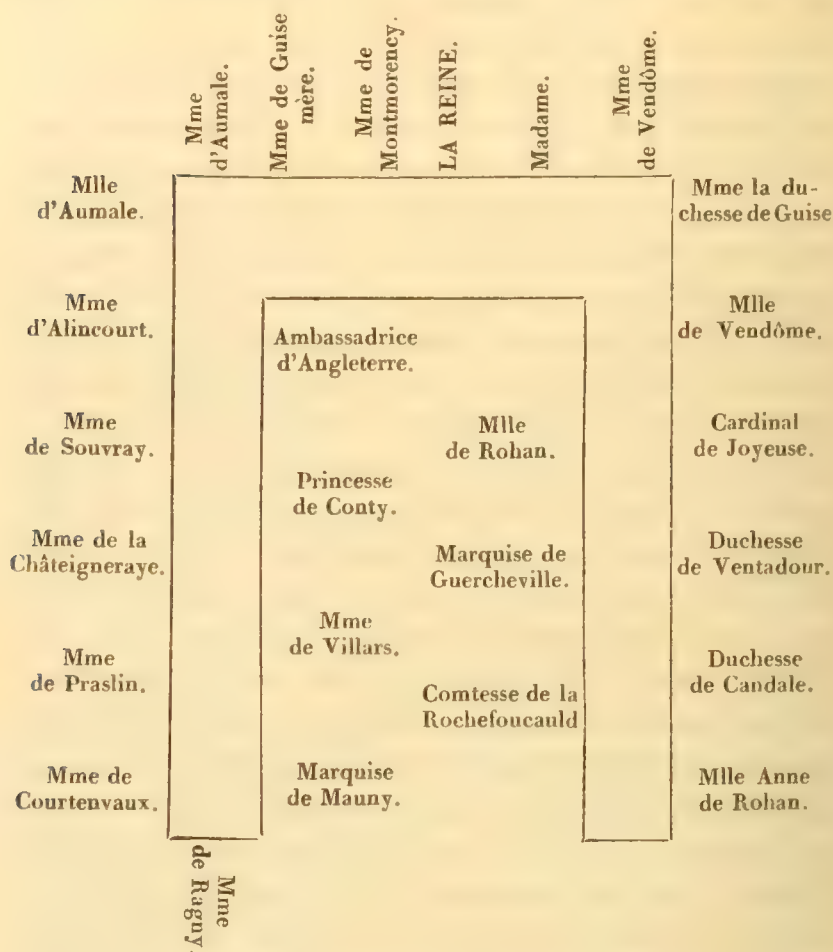 Mme
d'Aumale.
Mme de Guise
mère.
Mme de
Montmorency.
LA REINE.
Madame.
Mme
de Vendôme.
Mlle
d'Aumale.
Mme la du-
chesse de Guise
Mme
d'Alincourt.
Ambassadrice
d'Angleterre.
Mlle
de Vendôme.
Mme
de Souvray.
Mlle
de Rohan.
Cardinal
de Joyeuse.
Princesse
de Conty.
Mme de la
Châteigneraye.
Marquise de
Guercheville.
Duchesse
de Ventadour.
Mme
de Villars.
Mme
de Praslin.
Comtesse de la
Rochefoucauld
Duchesse
de Candale.
Mme de
Courtenvaux.
Marquise
de Mauny.
Mlle Anne
de Rohan.
Mme
de Raguy.